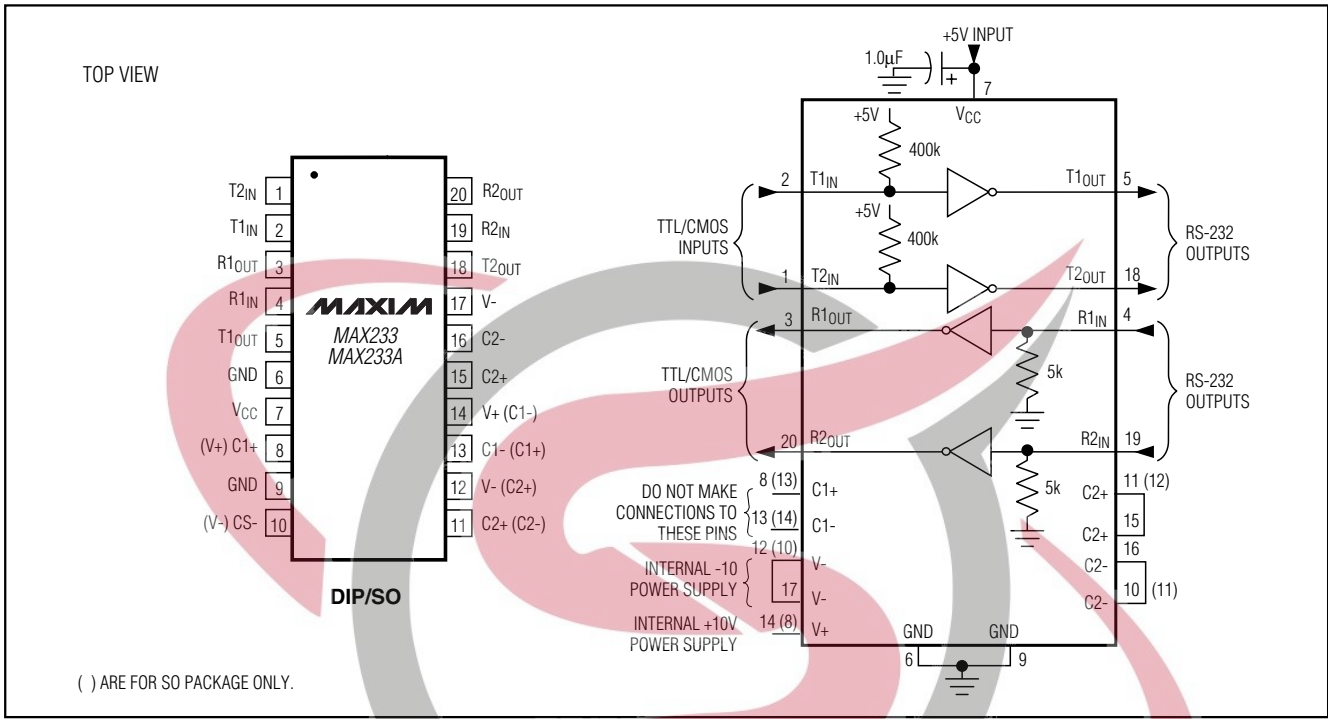 TOP VIEW
T2IN 1
T1IN 2
R1OUT 3
R1IN 4
T1OUT 5
GND 6
VCC 7
(V+) C1+ 8
GND 9
(V-) CS- 10
20 R2OUT
19 R2IN
18 T2OUT
17 V-
16 C2-
15 C2+
14 V+ (C1-)
13 C1- (C1+)
12 V- (C2+)
11 C2+ (C2-)
MAXIM
MAX233
MAX233A
DIP/SO
( ) ARE FOR SO PACKAGE ONLY.
+5V INPUT
1.0µF
+
7
VCC
+5V
400k
2 T1IN
T1OUT 5
+5V
400k
TTL/CMOS
INPUTS
RS-232
OUTPUTS
1 T2IN
T2OUT 18
3 R1OUT
R1IN 4
5k
TTL/CMOS
OUTPUTS
RS-232
OUTPUTS
20 R2OUT
R2IN 19
5k
8 (13) C1+
DO NOT MAKE
CONNECTIONS TO
THESE PINS
13 (14) C1-
12 (10) V-
INTERNAL -10
POWER SUPPLY
17 V-
INTERNAL +10V
POWER SUPPLY
14 (8) V+
C2+ 11 (12)
C2+ 15
C2- 16
C2- 10 (11)
GND GND
6 9